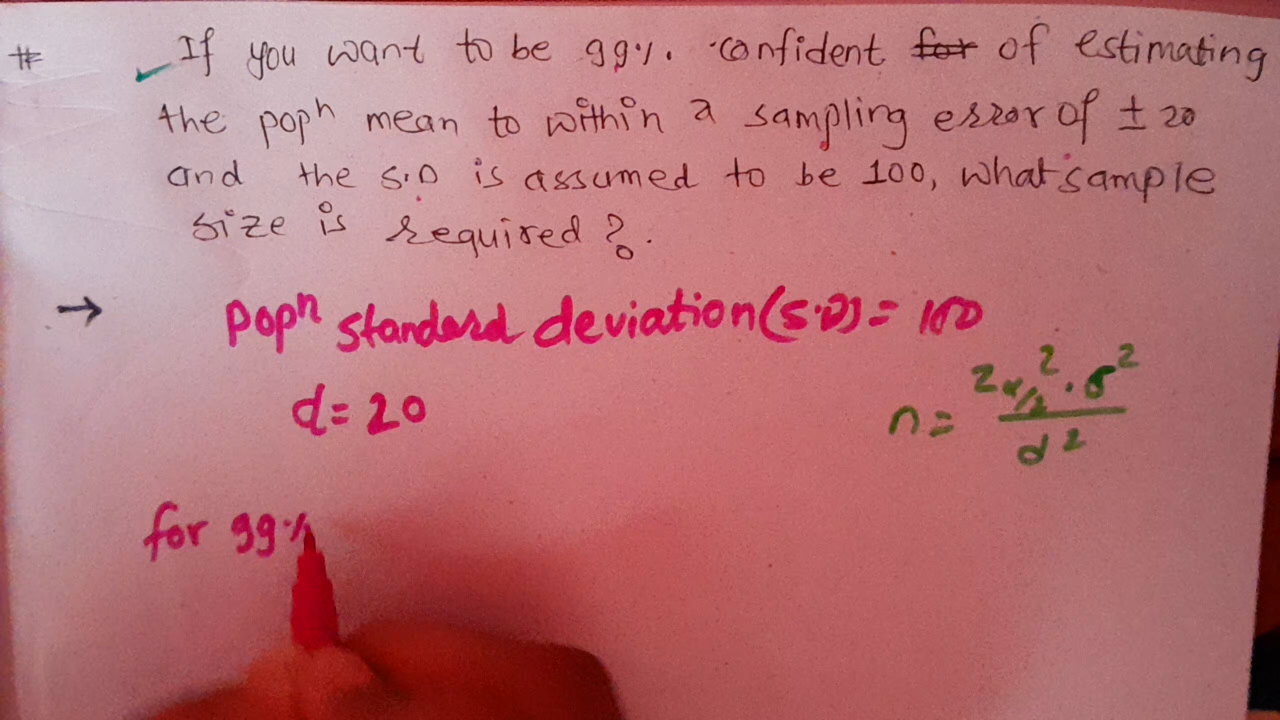 # If you want to be 99%. confident for of estimating
the popⁿ mean to within a sampling error of ± 20
and the S.D is assumed to be 100, what sample
size is required ?.
→ Popⁿ standard deviation (S.D) = 100
d = 20
n = Zα/2² . σ² / d²
for 99%